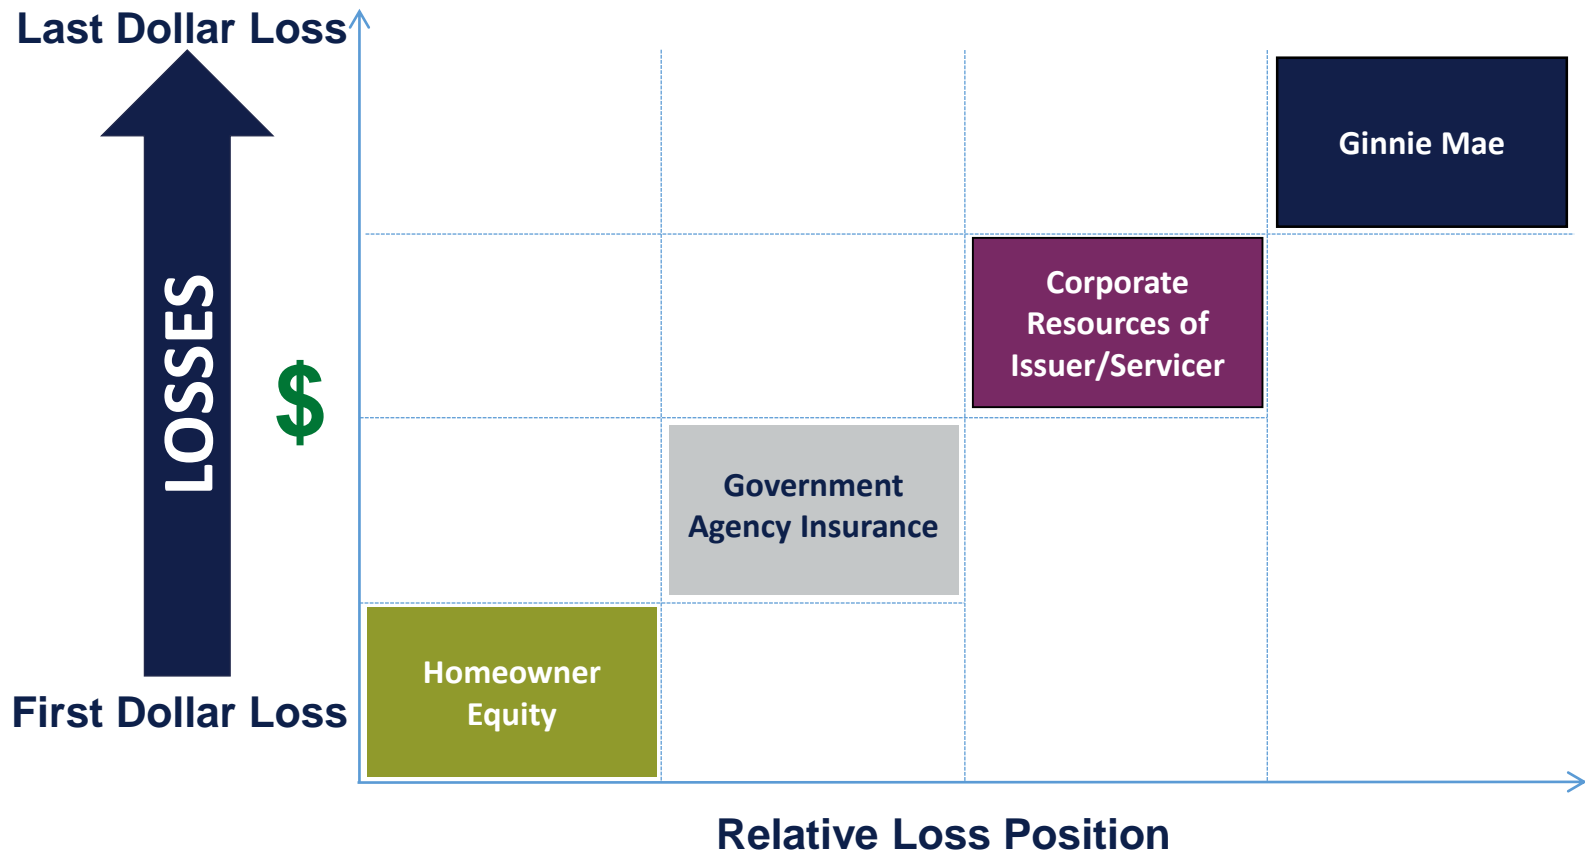 Last Dollar Loss
Ginnie Mae
LOSSES
Corporate
Resources of
Issuer/Servicer
$
Government
Agency Insurance
Homeowner
Equity
First Dollar Loss
Relative Loss Position